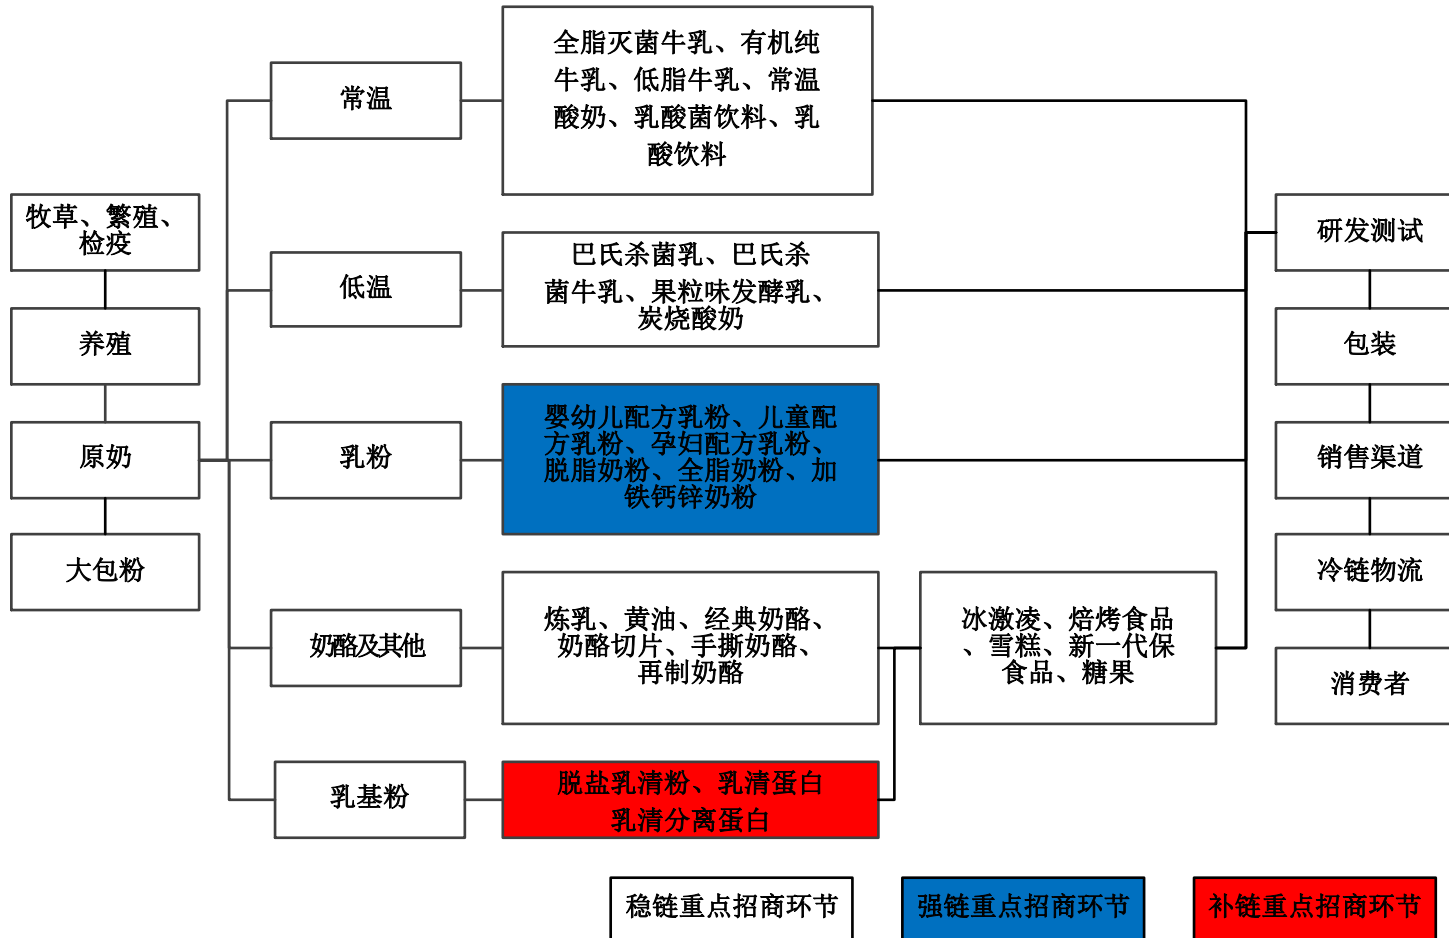 牧草、繁殖、
检疫
养殖
原奶
大包粉
常温
低温
乳粉
奶酪及其他
乳基粉
全脂灭菌牛乳、有机纯
牛乳、低脂牛乳、常温
酸奶、乳酸菌饮料、乳
酸饮料
巴氏杀菌乳、巴氏杀
菌牛乳、果粒味发酵乳、
炭烧酸奶
婴幼儿配方乳粉、儿童配
方乳粉、孕妇配方乳粉、
脱脂奶粉、全脂奶粉、加
铁钙锌奶粉
炼乳、黄油、经典奶酪、
奶酪切片、手撕奶酪、
再制奶酪
脱盐乳清粉、乳清蛋白
乳清分离蛋白
冰激凌、焙烤食品
、雪糕、新一代保
食品、糖果
研发测试
包装
销售渠道
冷链物流
消费者
稳链重点招商环节
强链重点招商环节
补链重点招商环节